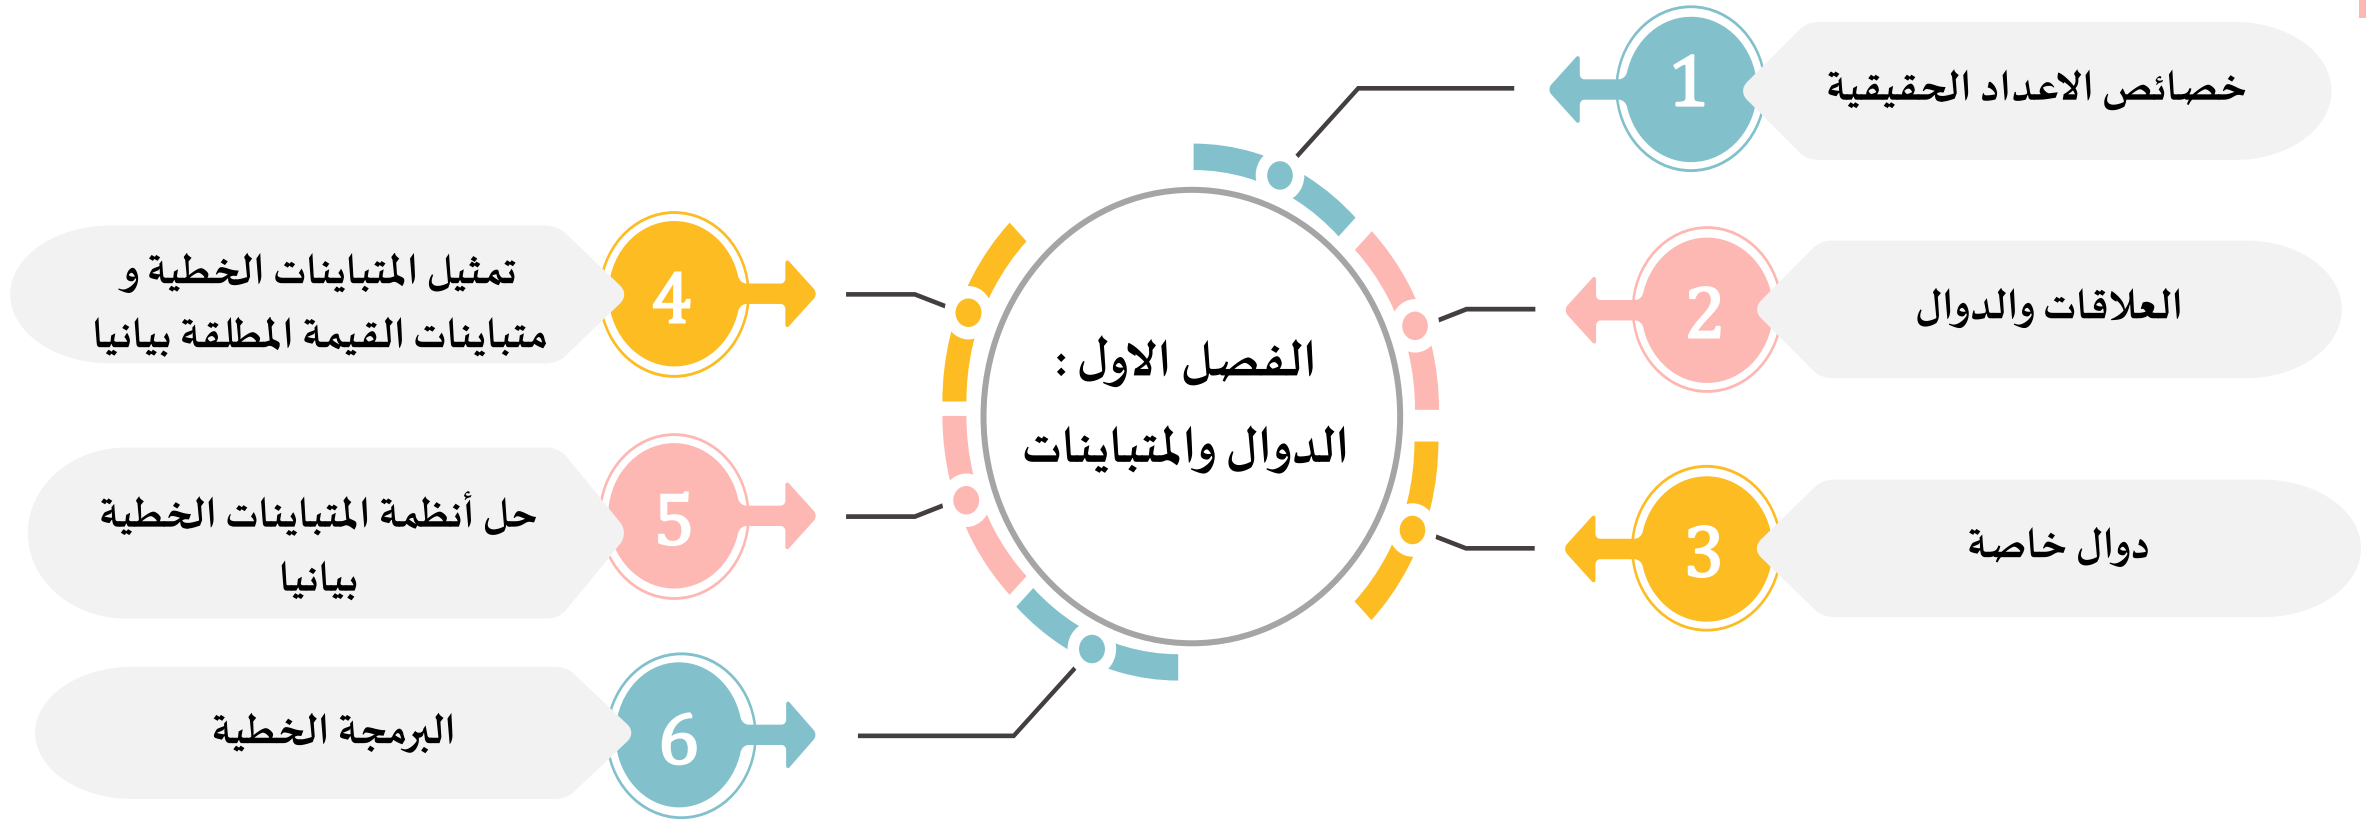 الفصل الاول :
الدوال والمتباينات
1
خصائص الاعداد الحقيقية
2
العلاقات والدوال
3
دوال خاصة
4
تمثيل المتباينات الخطية و
متباينات القيمة المطلقة بيانيا
5
حل أنظمة المتباينات الخطية
بيانيا
6
البرمجة الخطية